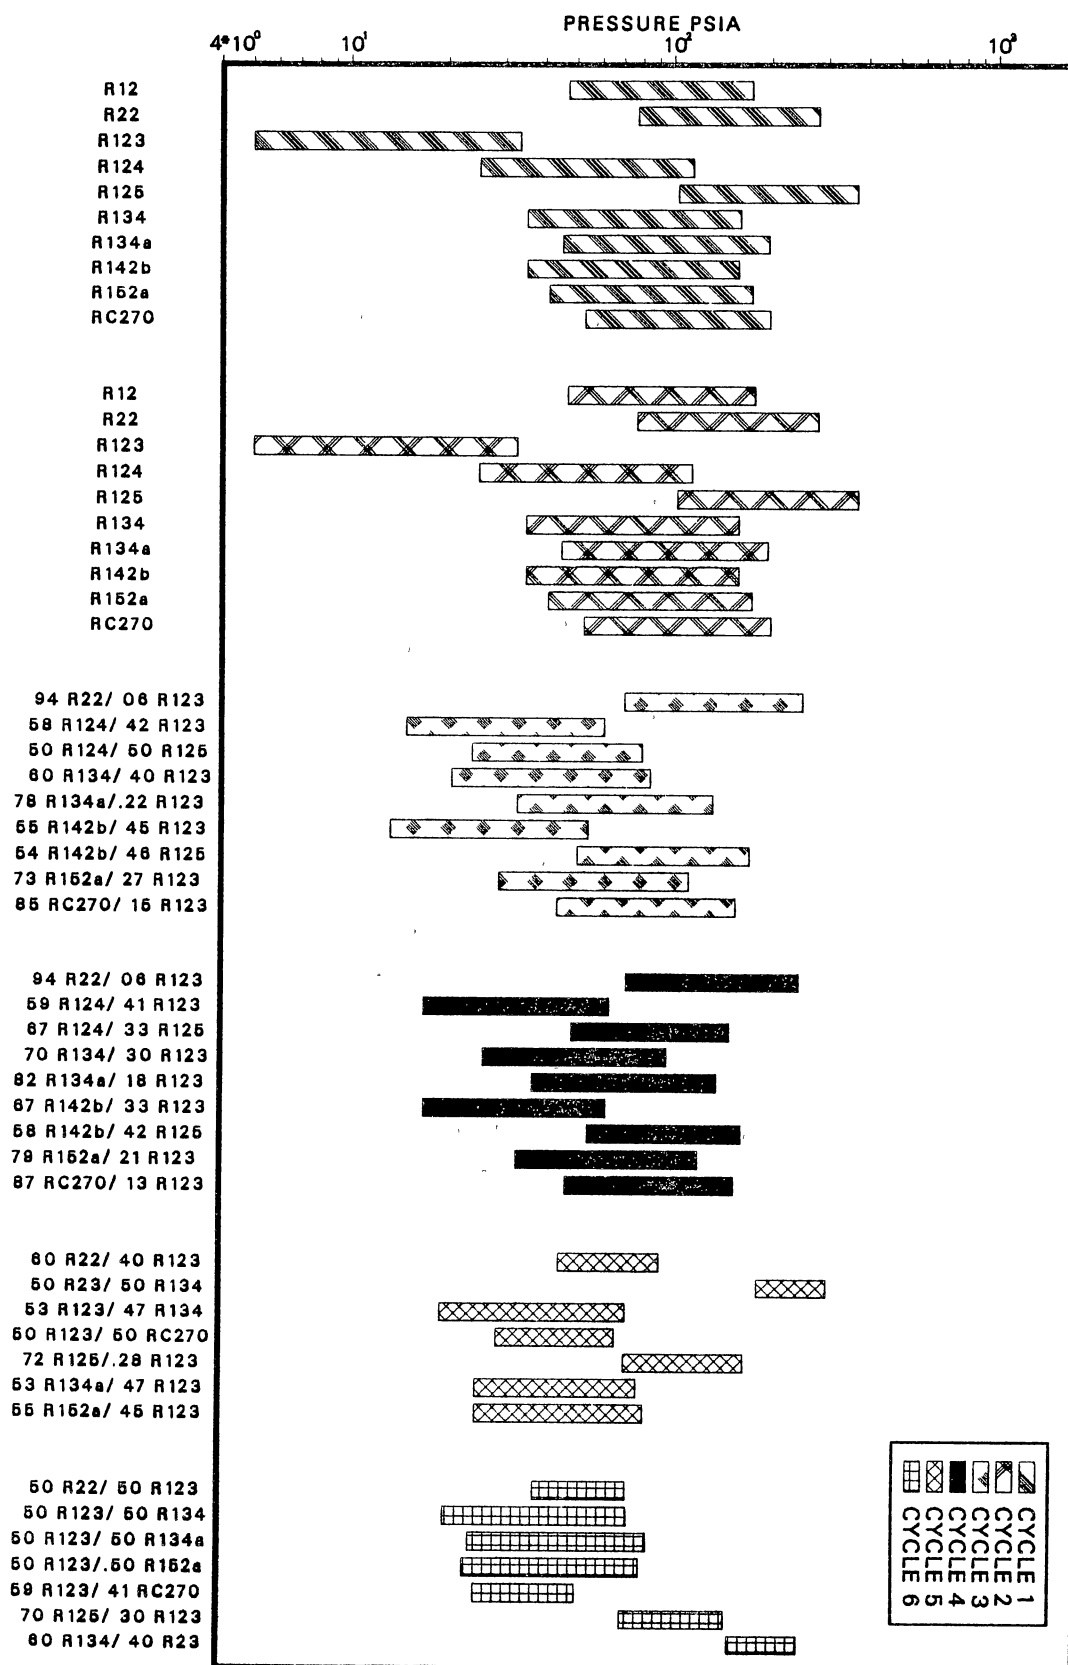 PRESSURE PSIA
4*10⁰ 10¹ 10² 10³
R12
R22
R123
R124
R125
R134
R134a
R142b
R152a
RC270
R12
R22
R123
R124
R125
R134
R134a
R142b
R152a
RC270
94 R22/ 06 R123
58 R124/ 42 R123
50 R124/ 50 R125
60 R134/ 40 R123
78 R134a/.22 R123
55 R142b/ 45 R123
54 R142b/ 46 R125
73 R152a/ 27 R123
85 RC270/ 15 R123
94 R22/ 06 R123
59 R124/ 41 R123
67 R124/ 33 R125
70 R134/ 30 R123
82 R134a/ 18 R123
67 R142b/ 33 R123
58 R142b/ 42 R125
79 R152a/ 21 R123
87 RC270/ 13 R123
60 R22/ 40 R123
50 R23/ 50 R134
53 R123/ 47 R134
50 R123/ 50 RC270
72 R125/.28 R123
53 R134a/ 47 R123
55 R152a/ 45 R123
50 R22/ 50 R123
50 R123/ 50 R134
50 R123/ 50 R134a
50 R123/.50 R152a
59 R123/ 41 RC270
70 R125/ 30 R123
60 R134/ 40 R23
CYCLE 1
CYCLE 2
CYCLE 3
CYCLE 4
CYCLE 5
CYCLE 6